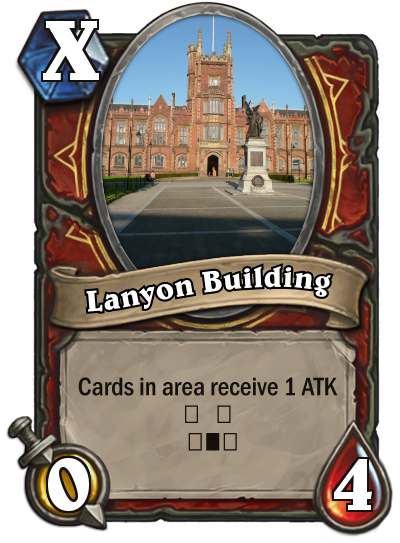 X
Lanyon Building
Cards in area receive 1 ATK
□ □
□■□
0
4